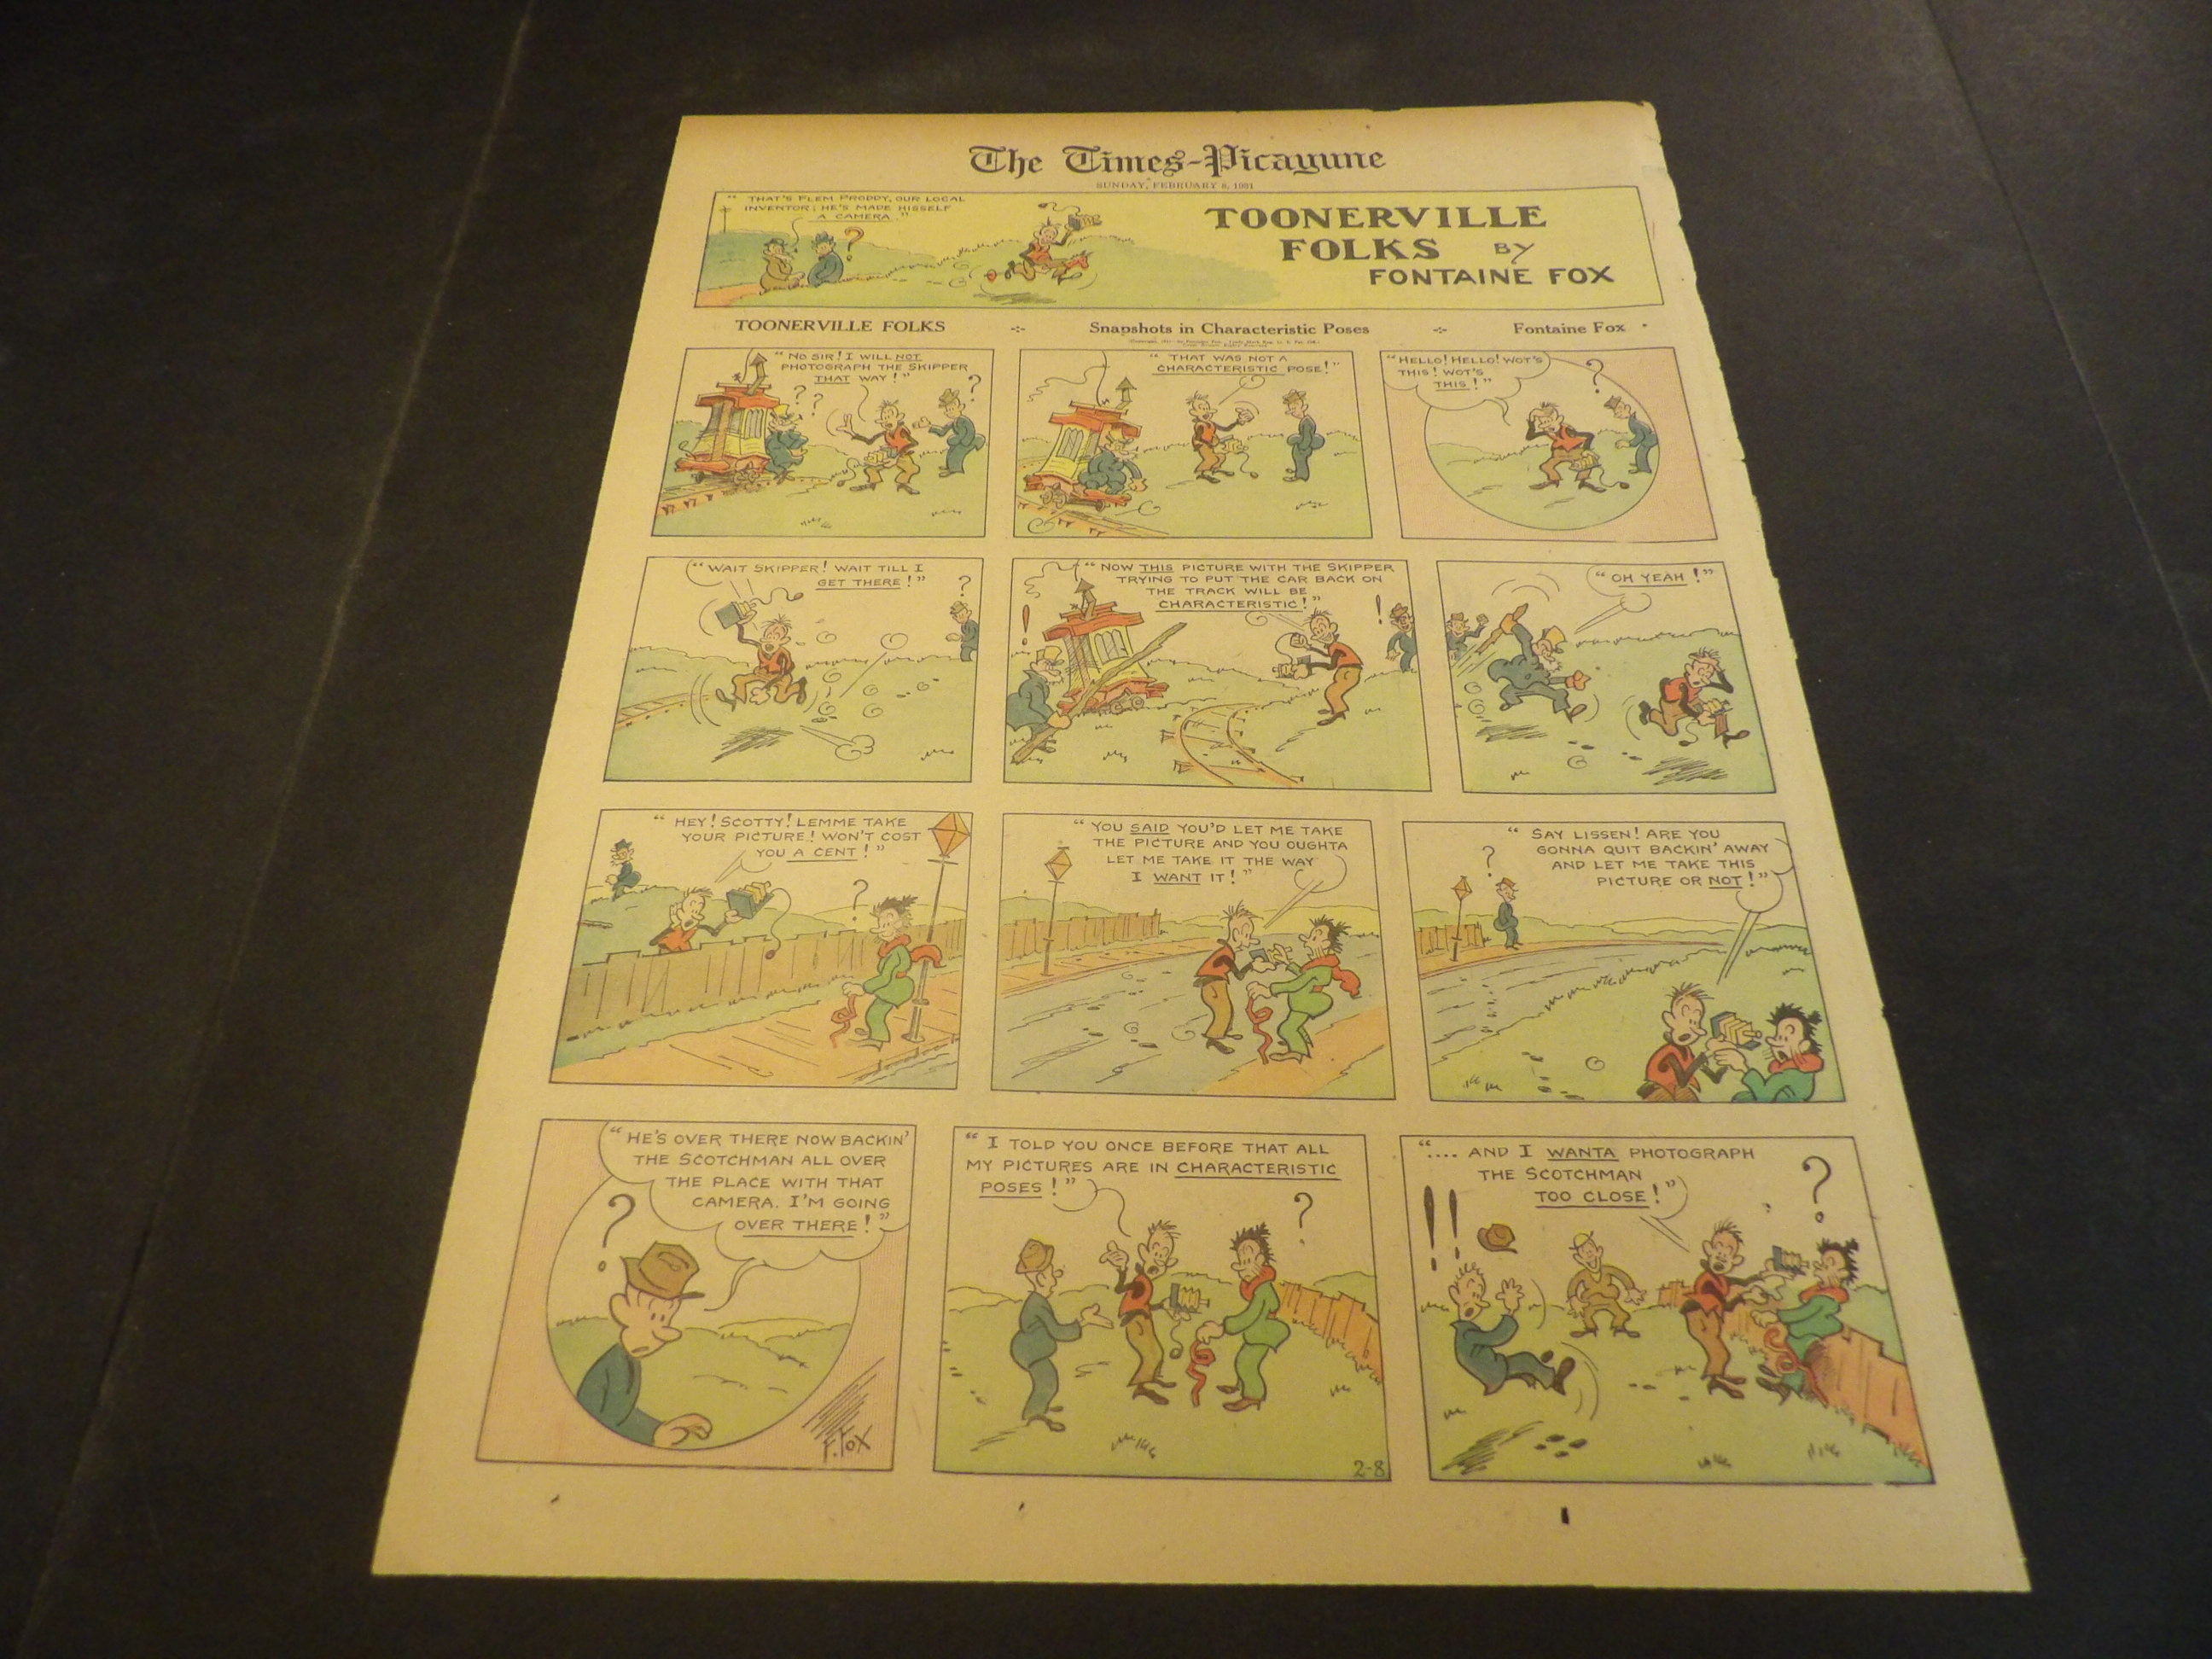 The Times-Picayune
SUNDAY, FEBRUARY 8, 1931
" THAT'S FLEM PRODDY, OUR LOCAL
INVENTOR; HE'S MADE HISSELF
A CAMERA."
?
TOONERVILLE
FOLKS BY
FONTAINE FOX
TOONERVILLE FOLKS -:- Snapshots in Characteristic Poses -:- Fontaine Fox
" NO SIR! I WILL NOT
PHOTOGRAPH THE SKIPPER
THAT WAY!"
? ? ?
" THAT WAS NOT A
CHARACTERISTIC POSE!"
"HELLO! HELLO! WOT'S
THIS! WOT'S
THIS!"
?
"WAIT SKIPPER! WAIT TILL I
GET THERE!"
?
"NOW THIS PICTURE WITH THE SKIPPER
TRYING TO PUT THE CAR BACK ON
THE TRACK WILL BE
CHARACTERISTIC!"
! !
"OH YEAH!"
" HEY! SCOTTY! LEMME TAKE
YOUR PICTURE! WON'T COST
YOU A CENT!"
?
" YOU SAID YOU'D LET ME TAKE
THE PICTURE AND YOU OUGHTA
LET ME TAKE IT THE WAY
I WANT IT!"
" SAY LISSEN! ARE YOU
GONNA QUIT BACKIN' AWAY
AND LET ME TAKE THIS
PICTURE OR NOT!"
?
"HE'S OVER THERE NOW BACKIN'
THE SCOTCHMAN ALL OVER
THE PLACE WITH THAT
CAMERA. I'M GOING
OVER THERE!"
?
F. FOX
" I TOLD YOU ONCE BEFORE THAT ALL
MY PICTURES ARE IN CHARACTERISTIC
POSES!"
?
2-8
".... AND I WANTA PHOTOGRAPH
THE SCOTCHMAN
TOO CLOSE!"
!! ?